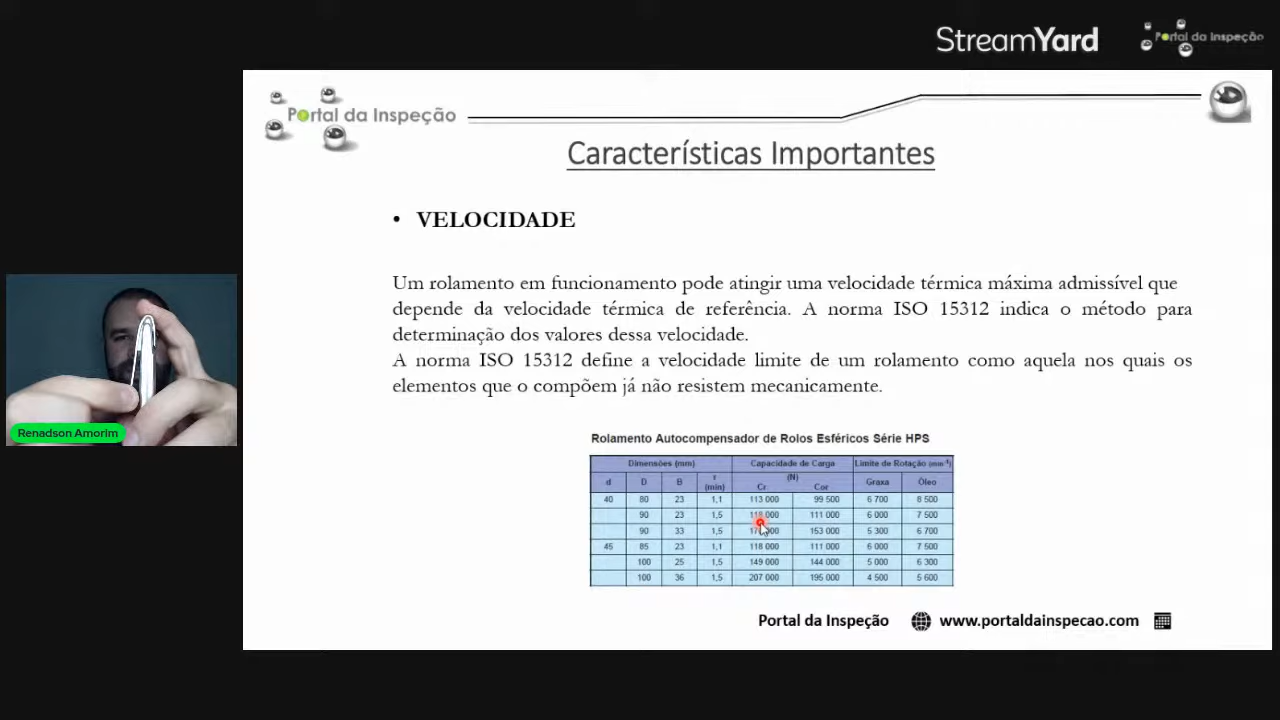 StreamYard
Portal da Inspeção
Portal da Inspeção
Características Importantes
• VELOCIDADE
Um rolamento em funcionamento pode atingir uma velocidade térmica máxima admissível que
depende da velocidade térmica de referência. A norma ISO 15312 indica o método para
determinação dos valores dessa velocidade.
A norma ISO 15312 define a velocidade limite de um rolamento como aquela nos quais os
elementos que o compõem já não resistem mecanicamente.
Renadson Amorim
Rolamento Autocompensador de Rolos Esféricos Série HPS
Dimensões (mm) Capacidade de Carga Limite de Rotação (min⁻¹)
d D B r (min) (N) Cr Cor Graxa Óleo
40 80 23 1,1 113 000 99 500 6 700 8 500
90 23 1,5 118 000 111 000 6 000 7 500
90 33 1,5 153 000 5 300 6 700
45 85 23 1,1 118 000 111 000 6 000 7 500
100 25 1,5 149 000 144 000 5 000 6 300
100 36 1,5 207 000 195 000 4 500 5 600
Portal da Inspeção www.portaldainspecao.com